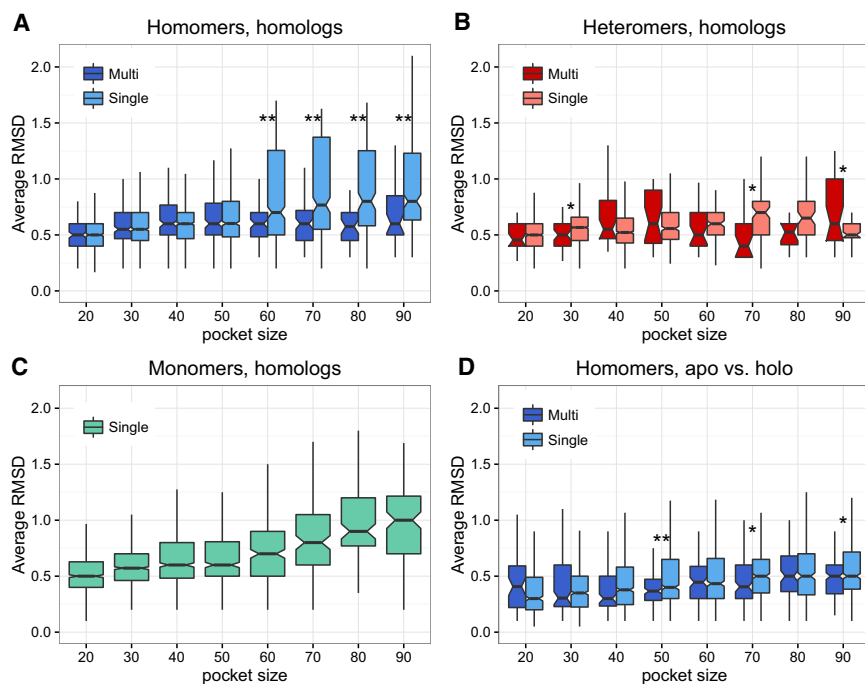 A
Homomers, homologs
Average RMSD
2.0
1.5
1.0
0.5
0.0
Multi
Single
** ** ** **
20 30 40 50 60 70 80 90
pocket size
B
Heteromers, homologs
Average RMSD
2.0
1.5
1.0
0.5
0.0
Multi
Single
* * *
20 30 40 50 60 70 80 90
pocket size
C
Monomers, homologs
Average RMSD
2.0
1.5
1.0
0.5
0.0
Single
20 30 40 50 60 70 80 90
pocket size
D
Homomers, apo vs. holo
Average RMSD
2.0
1.5
1.0
0.5
0.0
Multi
Single
** * *
20 30 40 50 60 70 80 90
pocket size